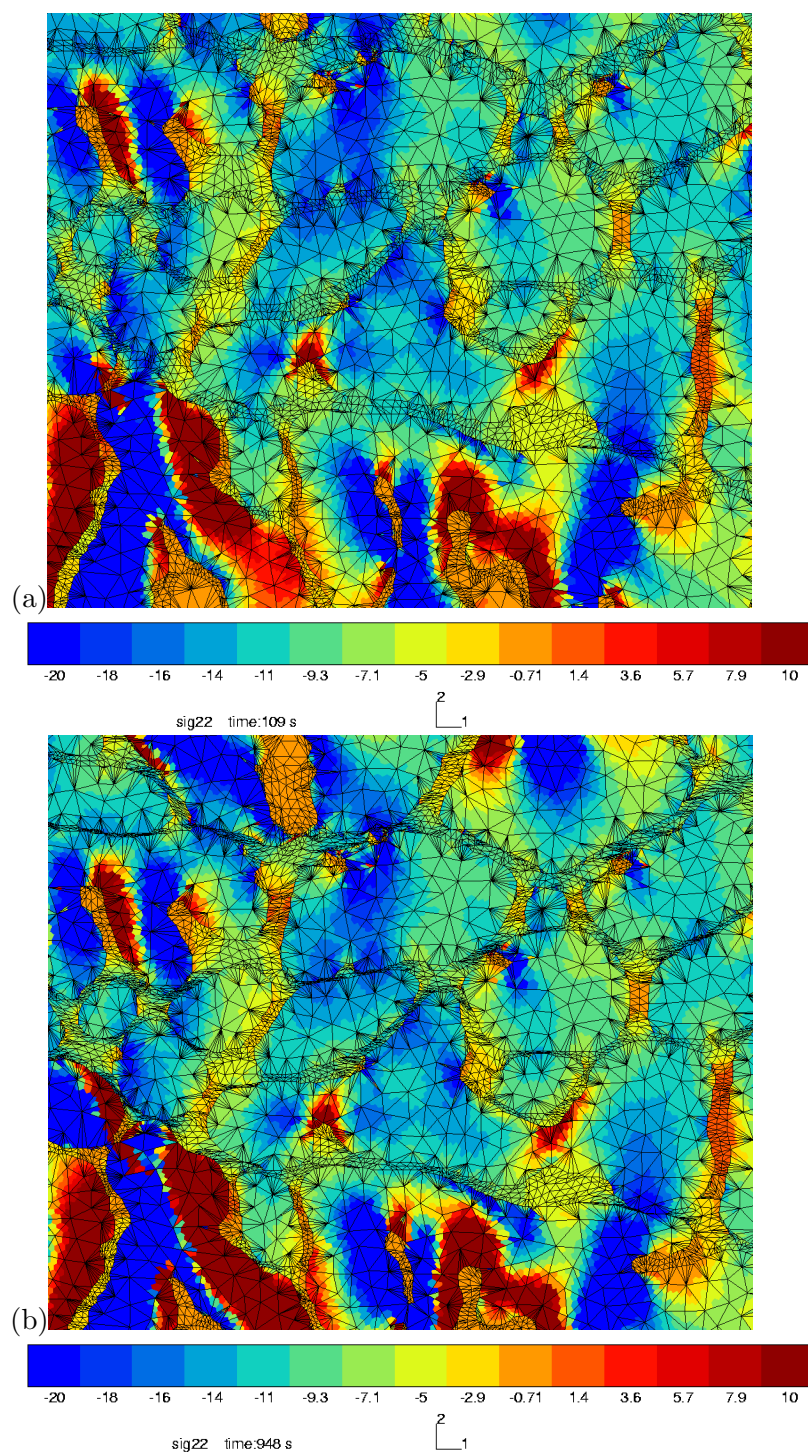 (a)
-20 -18 -16 -14 -11 -9.3 -7.1 -5 -2.9 -0.71 1.4 3.6 5.7 7.9 10
2
sig22 time:109 s 1
(b)
-20 -18 -16 -14 -11 -9.3 -7.1 -5 -2.9 -0.71 1.4 3.6 5.7 7.9 10
2
sig22 time:948 s 1